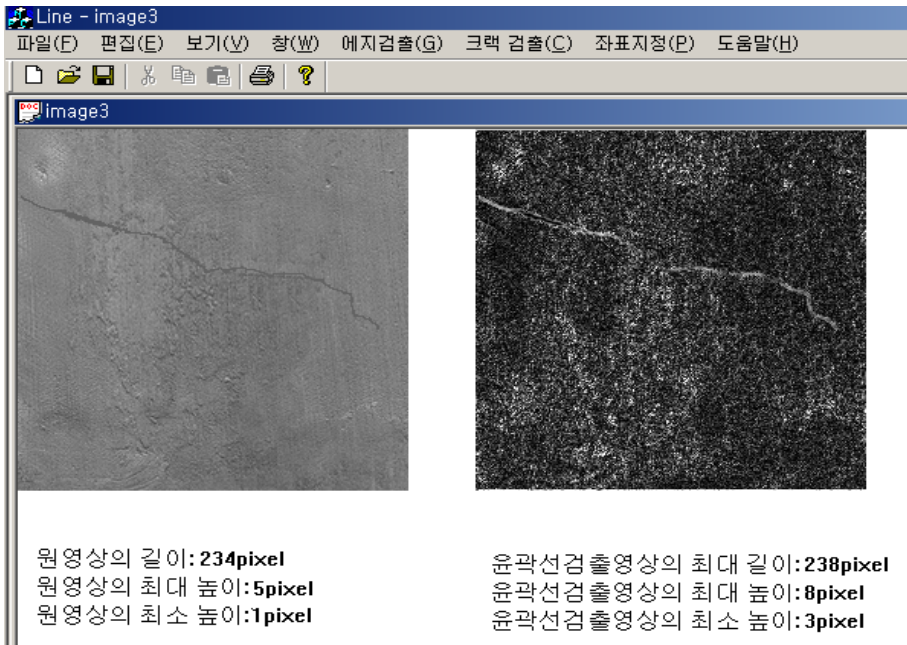 Line - image3
파일(F) 편집(E) 보기(V) 창(W) 에지검출(G) 크랙 검출(C) 좌표지정(P) 도움말(H)
image3
원영상의 길이:234pixel
원영상의 최대 높이:5pixel
원영상의 최소 높이:1pixel
윤곽선검출영상의 최대 길이:238pixel
윤곽선검출영상의 최대 높이:8pixel
윤곽선검출영상의 최소 높이:3pixel